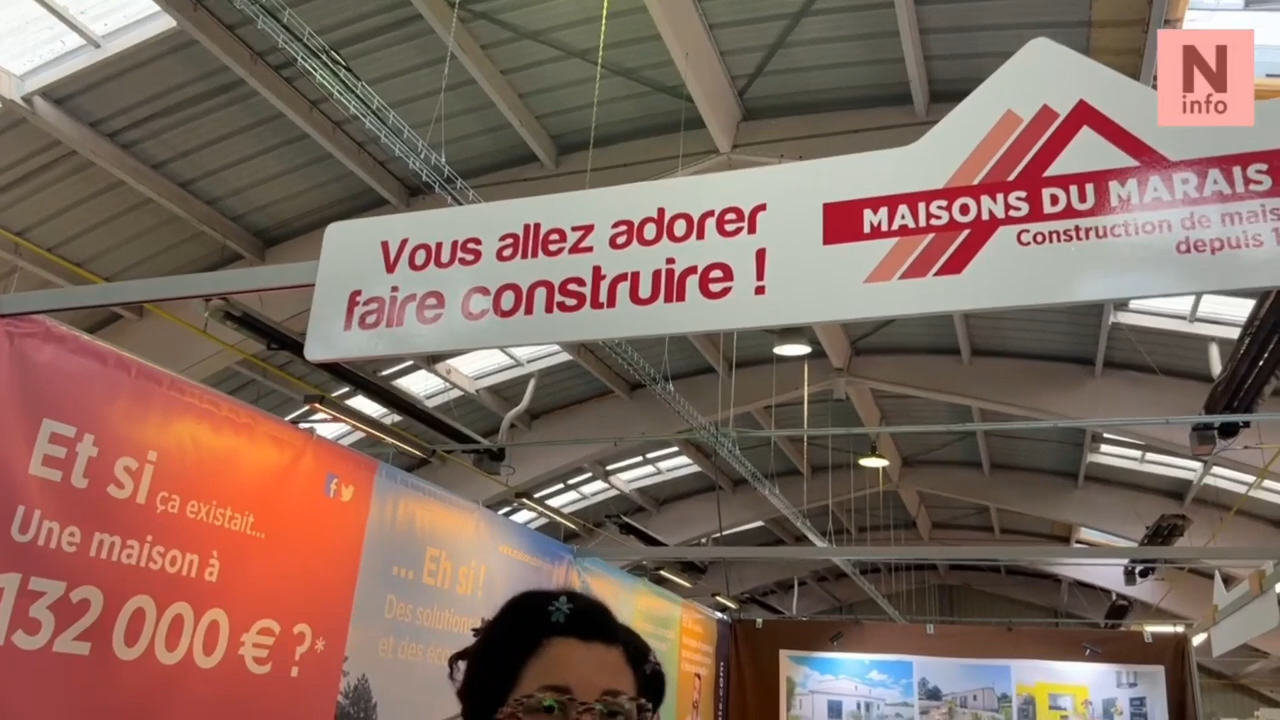 N
info
Vous allez adorer
faire construire !
MAISONS DU MARAIS
Construction de mais
depuis 1
Et si ça existait...
Une maison à
132 000 € ?*
... Eh si !
Des solutions
et des éco